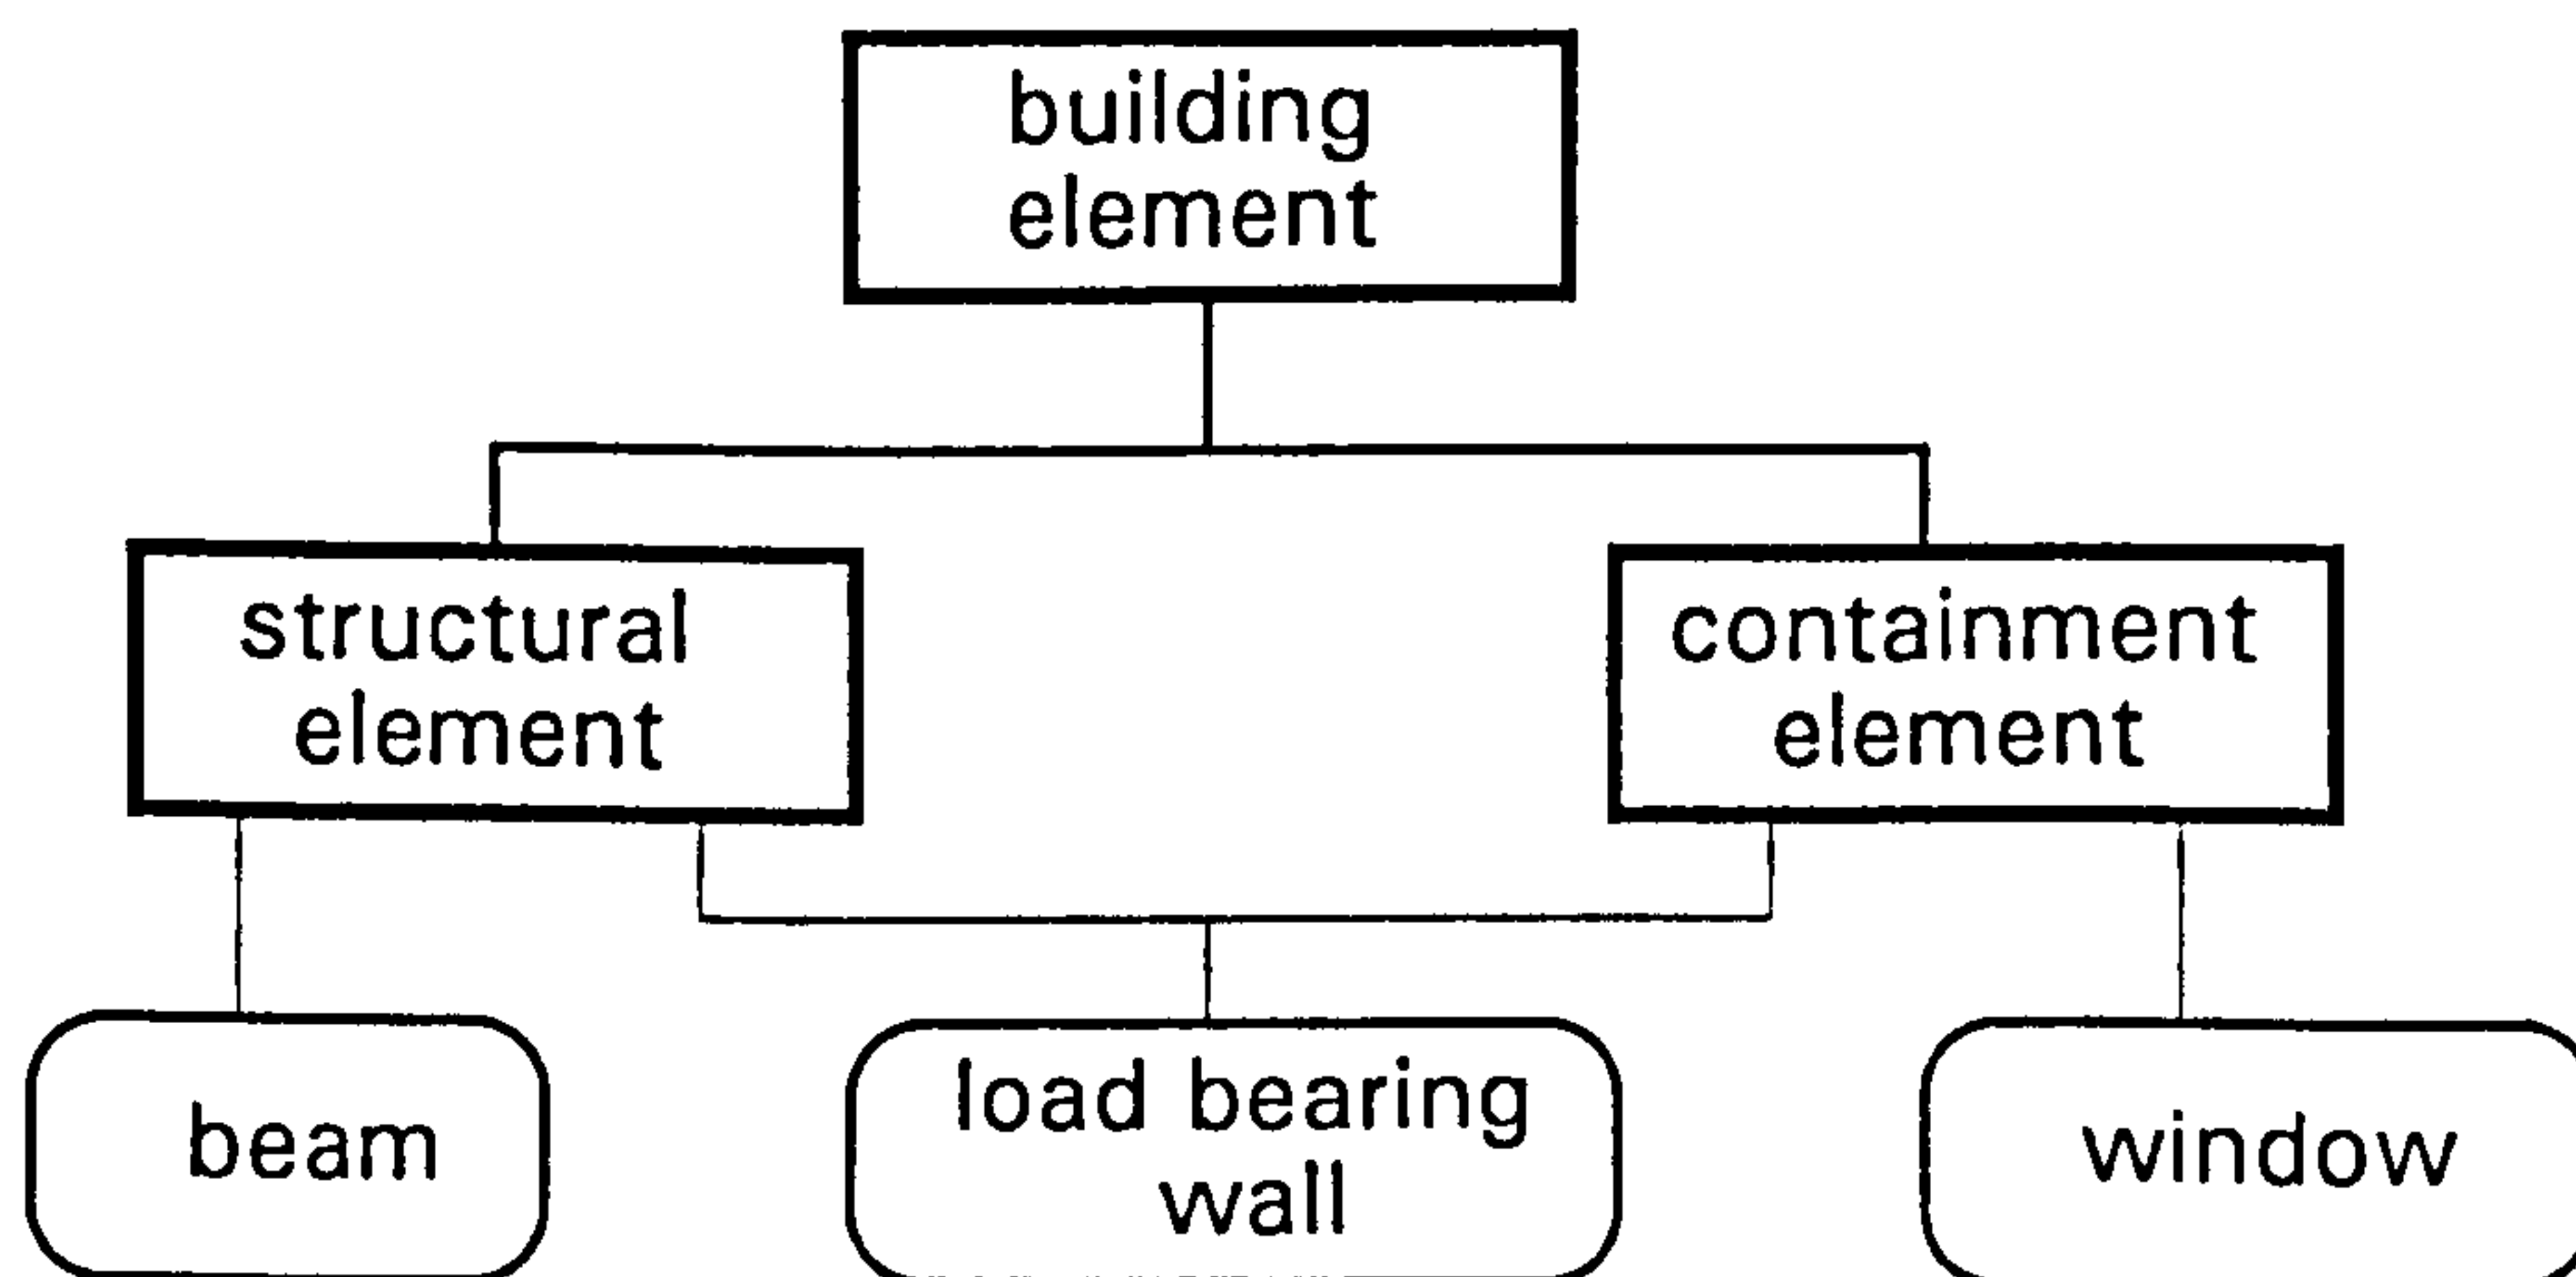 building
element
structural
element
containment
element
beam
load bearing
wall
window